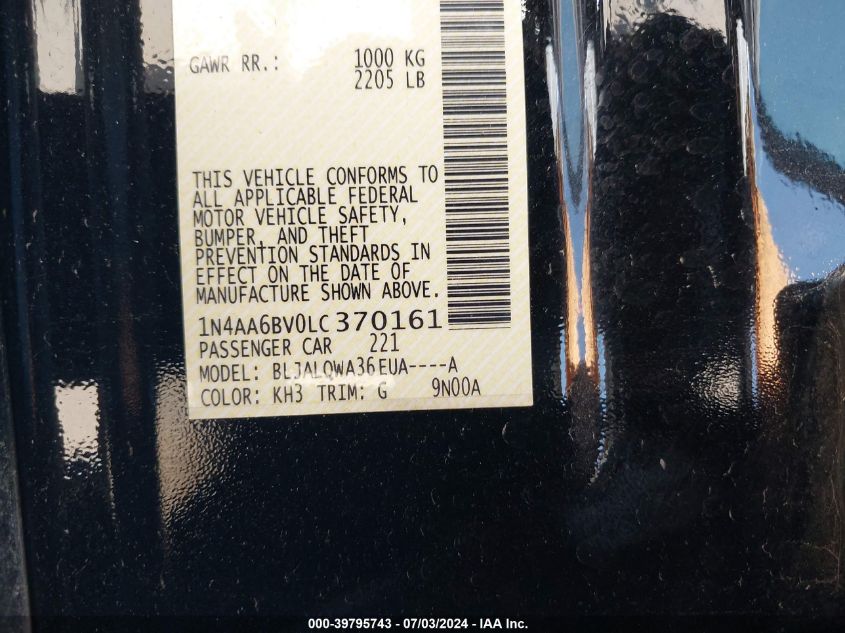 GAWR RR.: 1000 KG
2205 LB
THIS VEHICLE CONFORMS TO
ALL APPLICABLE FEDERAL
MOTOR VEHICLE SAFETY,
BUMPER, AND THEFT
PREVENTION STANDARDS IN
EFFECT ON THE DATE OF
MANUFACTURE SHOWN ABOVE.
1N4AA6BV0LC370161
PASSENGER CAR 221
MODEL: BLJALQWA36EUA----A
COLOR: KH3 TRIM: G 9N00A
000-39795743 / 07/03/2024 - IAA Inc.